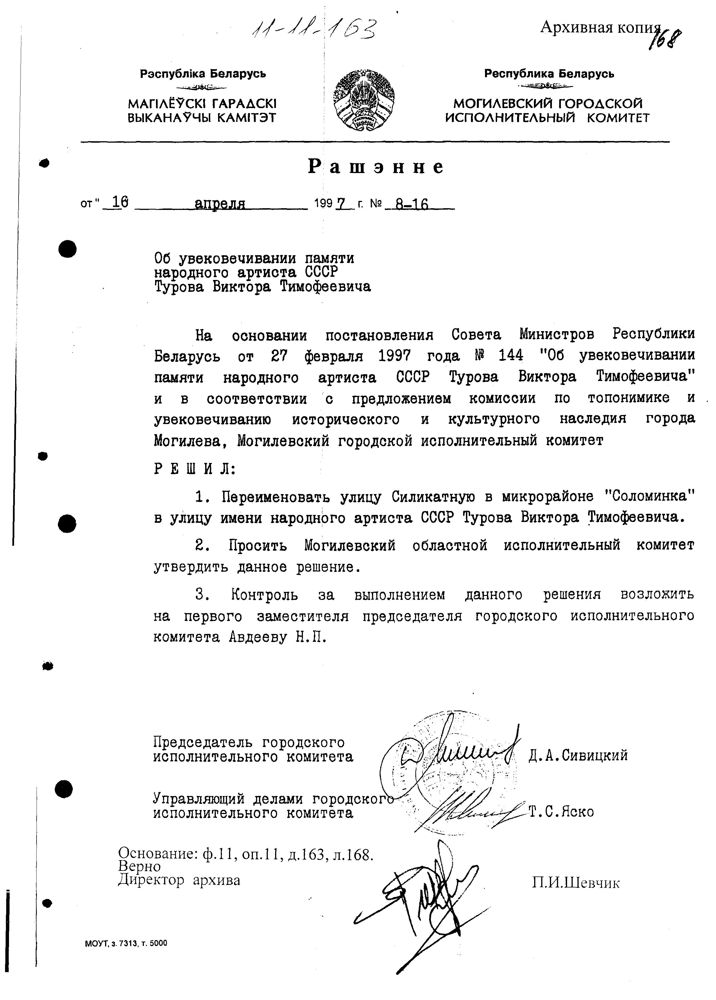 11-11-163
Архивная копия
168
Рэспубліка Беларусь
МАГІЛЁЎСКІ ГАРАДСКІ
ВЫКАНАЎЧЫ КАМІТЭТ
Республика Беларусь
МОГИЛЕВСКИЙ ГОРОДСКОЙ
ИСПОЛНИТЕЛЬНЫЙ КОМИТЕТ
Рашэнне
от " 16 апреля 1997 г. № 8-16
Об увековечивании памяти
народного артиста СССР
Турова Виктора Тимофеевича
На основании постановления Совета Министров Республики
Беларусь от 27 февраля 1997 года № 144 "Об увековечивании
памяти народного артиста СССР Турова Виктора Тимофеевича"
и в соответствии с предложением комиссии по топонимике и
увековечиванию исторического и культурного наследия города
Могилева, Могилевский городской исполнительный комитет
Р Е Ш И Л:
1. Переименовать улицу Силикатную в микрорайоне "Соломинка"
в улицу имени народного артиста СССР Турова Виктора Тимофеевича.
2. Просить Могилевский областной исполнительный комитет
утвердить данное решение.
3. Контроль за выполнением данного решения возложить
на первого заместителя председателя городского исполнительного
комитета Авдееву Н.П.
Председатель городского
исполнительного комитета Д.А.Сивицкий
Управляющий делами городского
исполнительного комитета Т.С.Яско
Основание: ф.11, оп.11, д.163, л.168.
Верно
Директор архива П.И.Шевчик
МОУТ, з. 7313, т. 5000